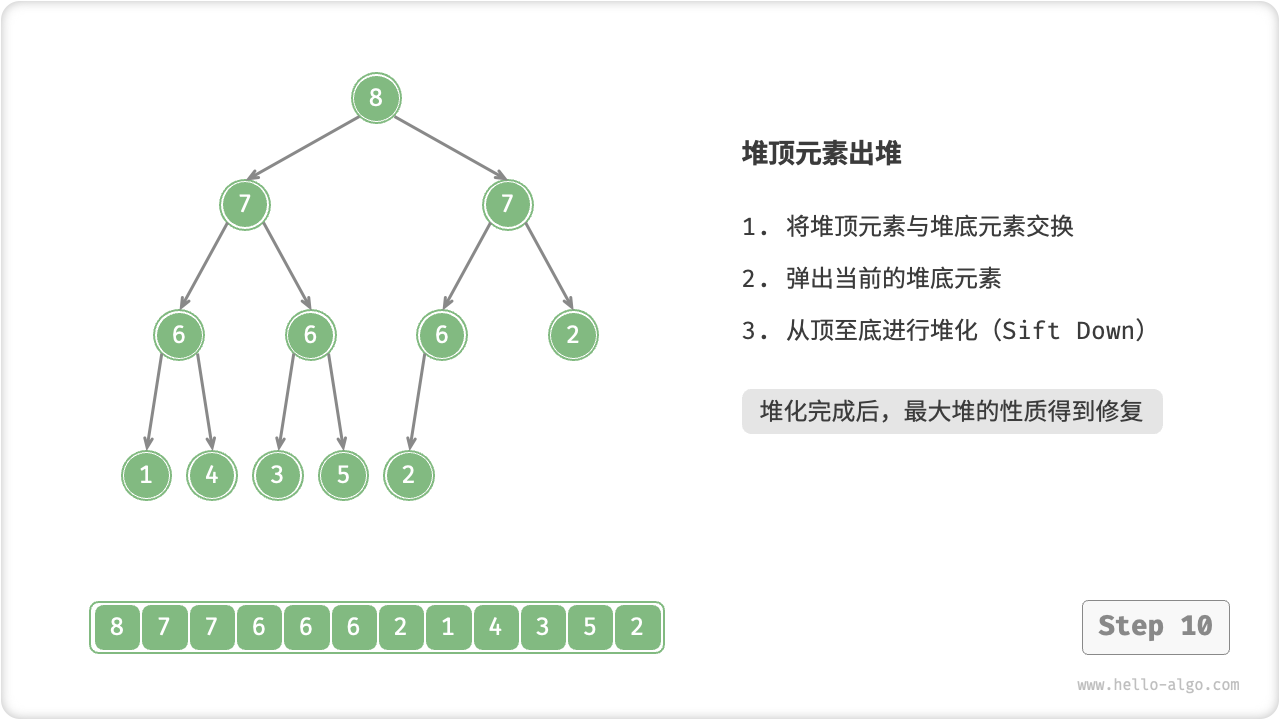 8
7 7
6 6 6 2
1 4 3 5 2
堆顶元素出堆
1. 将堆顶元素与堆底元素交换
2. 弹出当前的堆底元素
3. 从顶至底进行堆化（Sift Down）
堆化完成后，最大堆的性质得到修复
8 7 7 6 6 6 2 1 4 3 5 2
Step 10
www.hello-algo.com